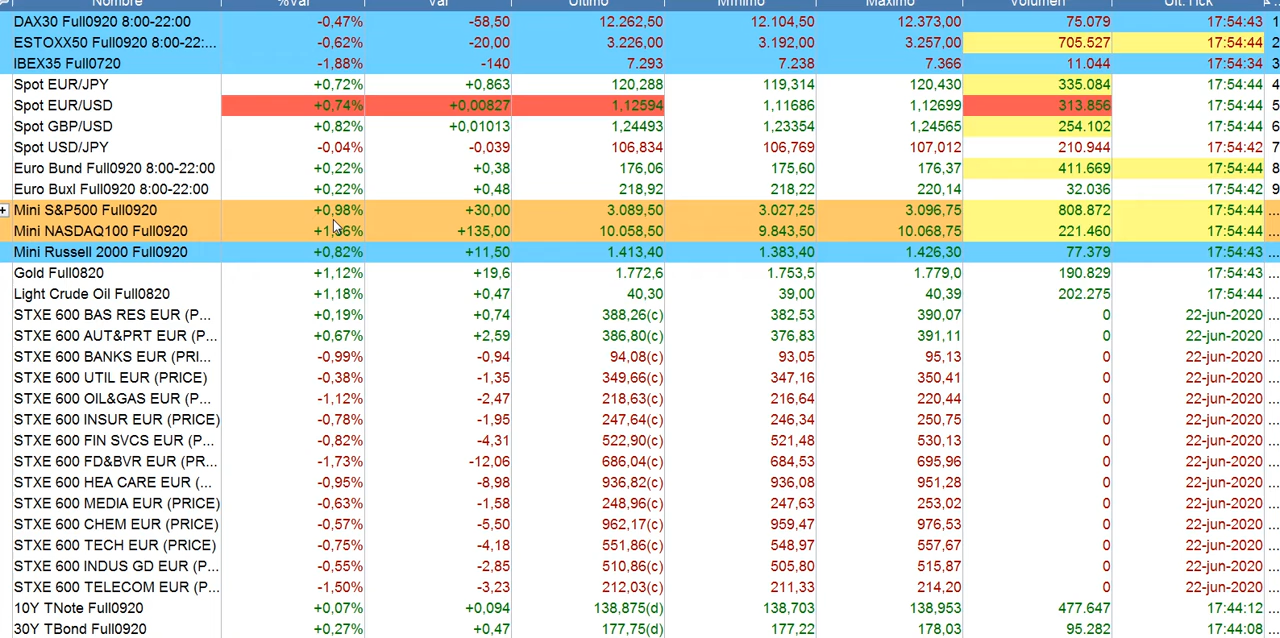 Nombre %Var Var Último Mínimo Máximo Volumen Últ.Tick
DAX30 Full0920 8:00-22:00 -0,47% -58,50 12.262,50 12.104,50 12.373,00 75.079 17:54:43 1
ESTOXX50 Full0920 8:00-22:... -0,62% -20,00 3.226,00 3.192,00 3.257,00 705.527 17:54:44 2
IBEX35 Full0720 -1,88% -140 7.293 7.238 7.366 11.044 17:54:34 3
Spot EUR/JPY +0,72% +0,863 120,288 119,314 120,430 335.084 17:54:44 4
Spot EUR/USD +0,74% +0,00827 1,12594 1,11686 1,12699 313.856 17:54:44 5
Spot GBP/USD +0,82% +0,01013 1,24493 1,23354 1,24565 254.102 17:54:44 6
Spot USD/JPY -0,04% -0,039 106,834 106,769 107,012 210.944 17:54:42 7
Euro Bund Full0920 8:00-22:00 +0,22% +0,38 176,06 175,60 176,37 411.669 17:54:44 8
Euro Buxl Full0920 8:00-22:00 +0,22% +0,48 218,92 218,22 220,14 32.036 17:54:42 9
Mini S&P500 Full0920 +0,98% +30,00 3.089,50 3.027,25 3.096,75 808.872 17:54:44 ...
Mini NASDAQ100 Full0920 +135,00 10.058,50 9.843,50 10.068,75 221.460 17:54:44 ...
Mini Russell 2000 Full0920 +0,82% +11,50 1.413,40 1.383,40 1.426,30 77.379 17:54:43 ...
Gold Full0820 +1,12% +19,6 1.772,6 1.753,5 1.779,0 190.829 17:54:43 ...
Light Crude Oil Full0820 +1,18% +0,47 40,30 39,00 40,39 202.275 17:54:44 ...
STXE 600 BAS RES EUR (P... +0,19% +0,74 388,26(c) 382,53 390,07 0 22-jun-2020 ...
STXE 600 AUT&PRT EUR (P... +0,67% +2,59 386,80(c) 376,83 391,11 0 22-jun-2020 ...
STXE 600 BANKS EUR (PRI... -0,99% -0,94 94,08(c) 93,05 95,13 0 22-jun-2020 ...
STXE 600 UTIL EUR (PRICE) -0,38% -1,35 349,66(c) 347,16 350,41 0 22-jun-2020 ...
STXE 600 OIL&GAS EUR (P... -1,12% -2,47 218,63(c) 216,64 220,44 0 22-jun-2020 ...
STXE 600 INSUR EUR (PRICE) -0,78% -1,95 247,64(c) 246,34 250,75 0 22-jun-2020 ...
STXE 600 FIN SVCS EUR (P... -0,82% -4,31 522,90(c) 521,48 530,13 0 22-jun-2020 ...
STXE 600 FD&BVR EUR (PR... -1,73% -12,06 686,04(c) 684,53 695,96 0 22-jun-2020 ...
STXE 600 HEA CARE EUR (... -0,95% -8,98 936,82(c) 936,08 951,28 0 22-jun-2020 ...
STXE 600 MEDIA EUR (PRICE) -0,63% -1,58 248,96(c) 247,63 253,02 0 22-jun-2020 ...
STXE 600 CHEM EUR (PRICE) -0,57% -5,50 962,17(c) 959,47 976,53 0 22-jun-2020 ...
STXE 600 TECH EUR (PRICE) -0,75% -4,18 551,86(c) 548,97 557,67 0 22-jun-2020 ...
STXE 600 INDUS GD EUR (P... -0,55% -2,85 510,86(c) 505,80 515,87 0 22-jun-2020 ...
STXE 600 TELECOM EUR (P... -1,50% -3,23 212,03(c) 211,33 214,20 0 22-jun-2020 ...
10Y TNote Full0920 +0,07% +0,094 138,875(d) 138,703 138,953 477.647 17:44:12 ...
30Y TBond Full0920 +0,27% +0,47 177,75(d) 177,22 178,03 95.282 17:44:08 ...